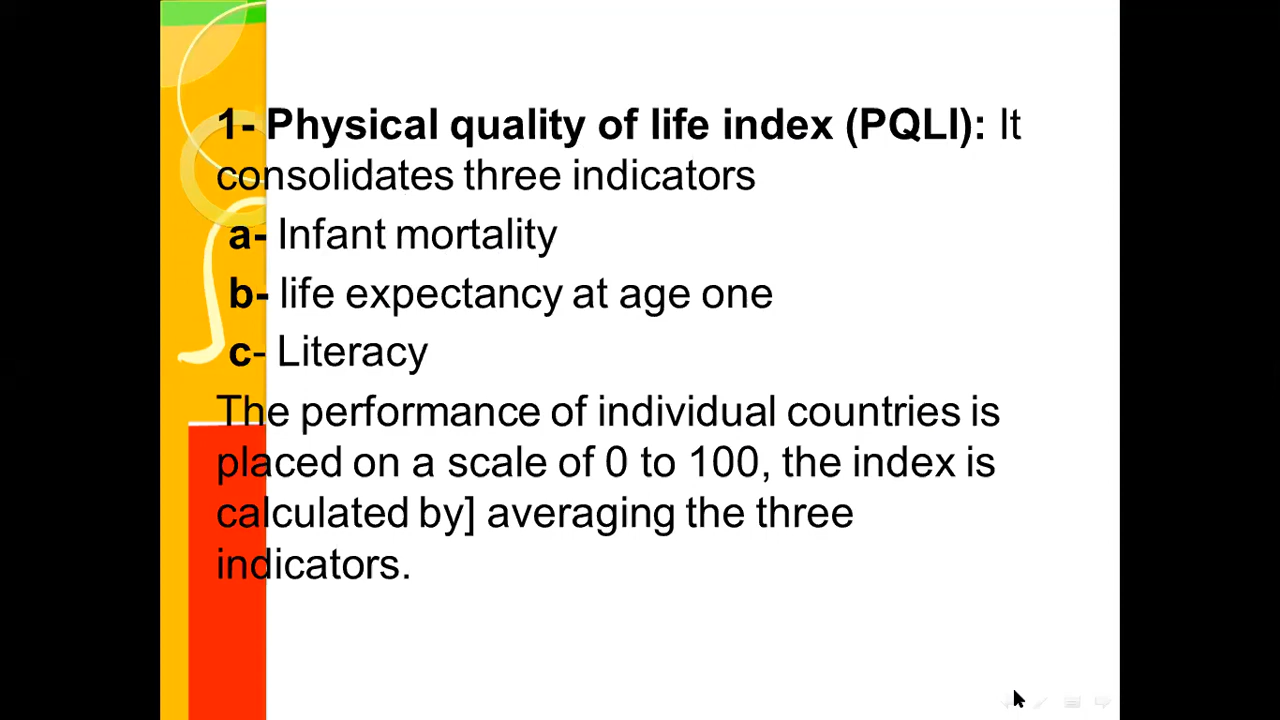 1- Physical quality of life index (PQLI): It
consolidates three indicators
a- Infant mortality
b- life expectancy at age one
c- Literacy
The performance of individual countries is
placed on a scale of 0 to 100, the index is
calculated by] averaging the three
indicators.